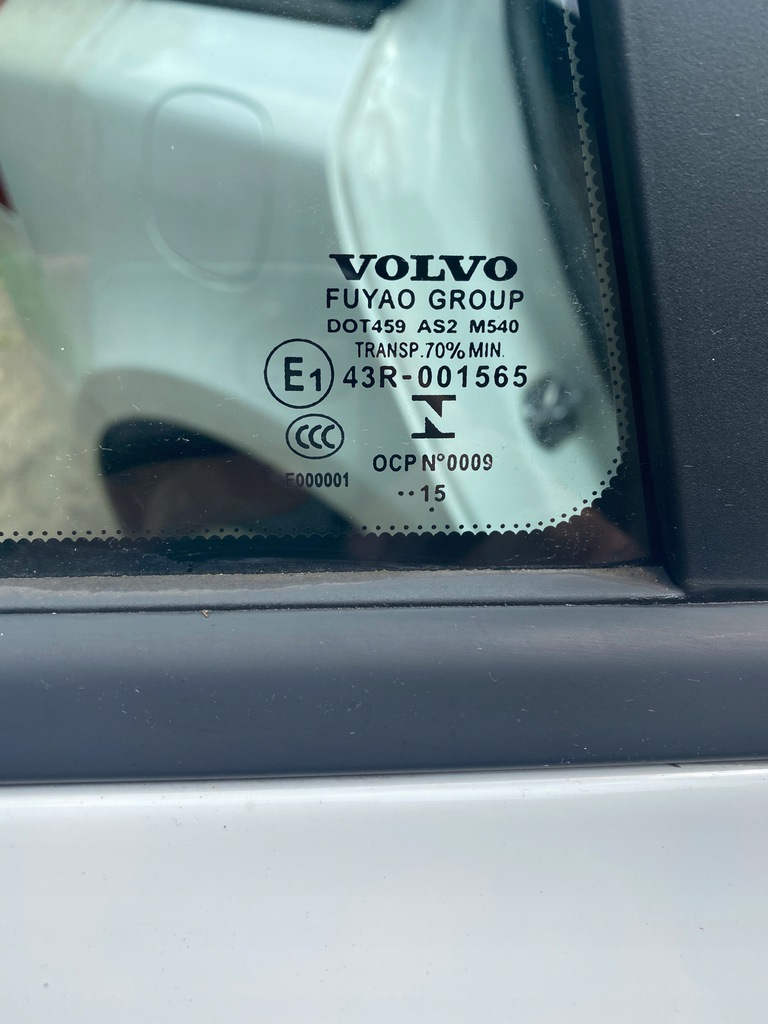 VOLVO
FUYAO GROUP
DOT459 AS2 M540
TRANSP.70% MIN.
E1 43R-001565
CCC
E000001
OCP N°0009
··15